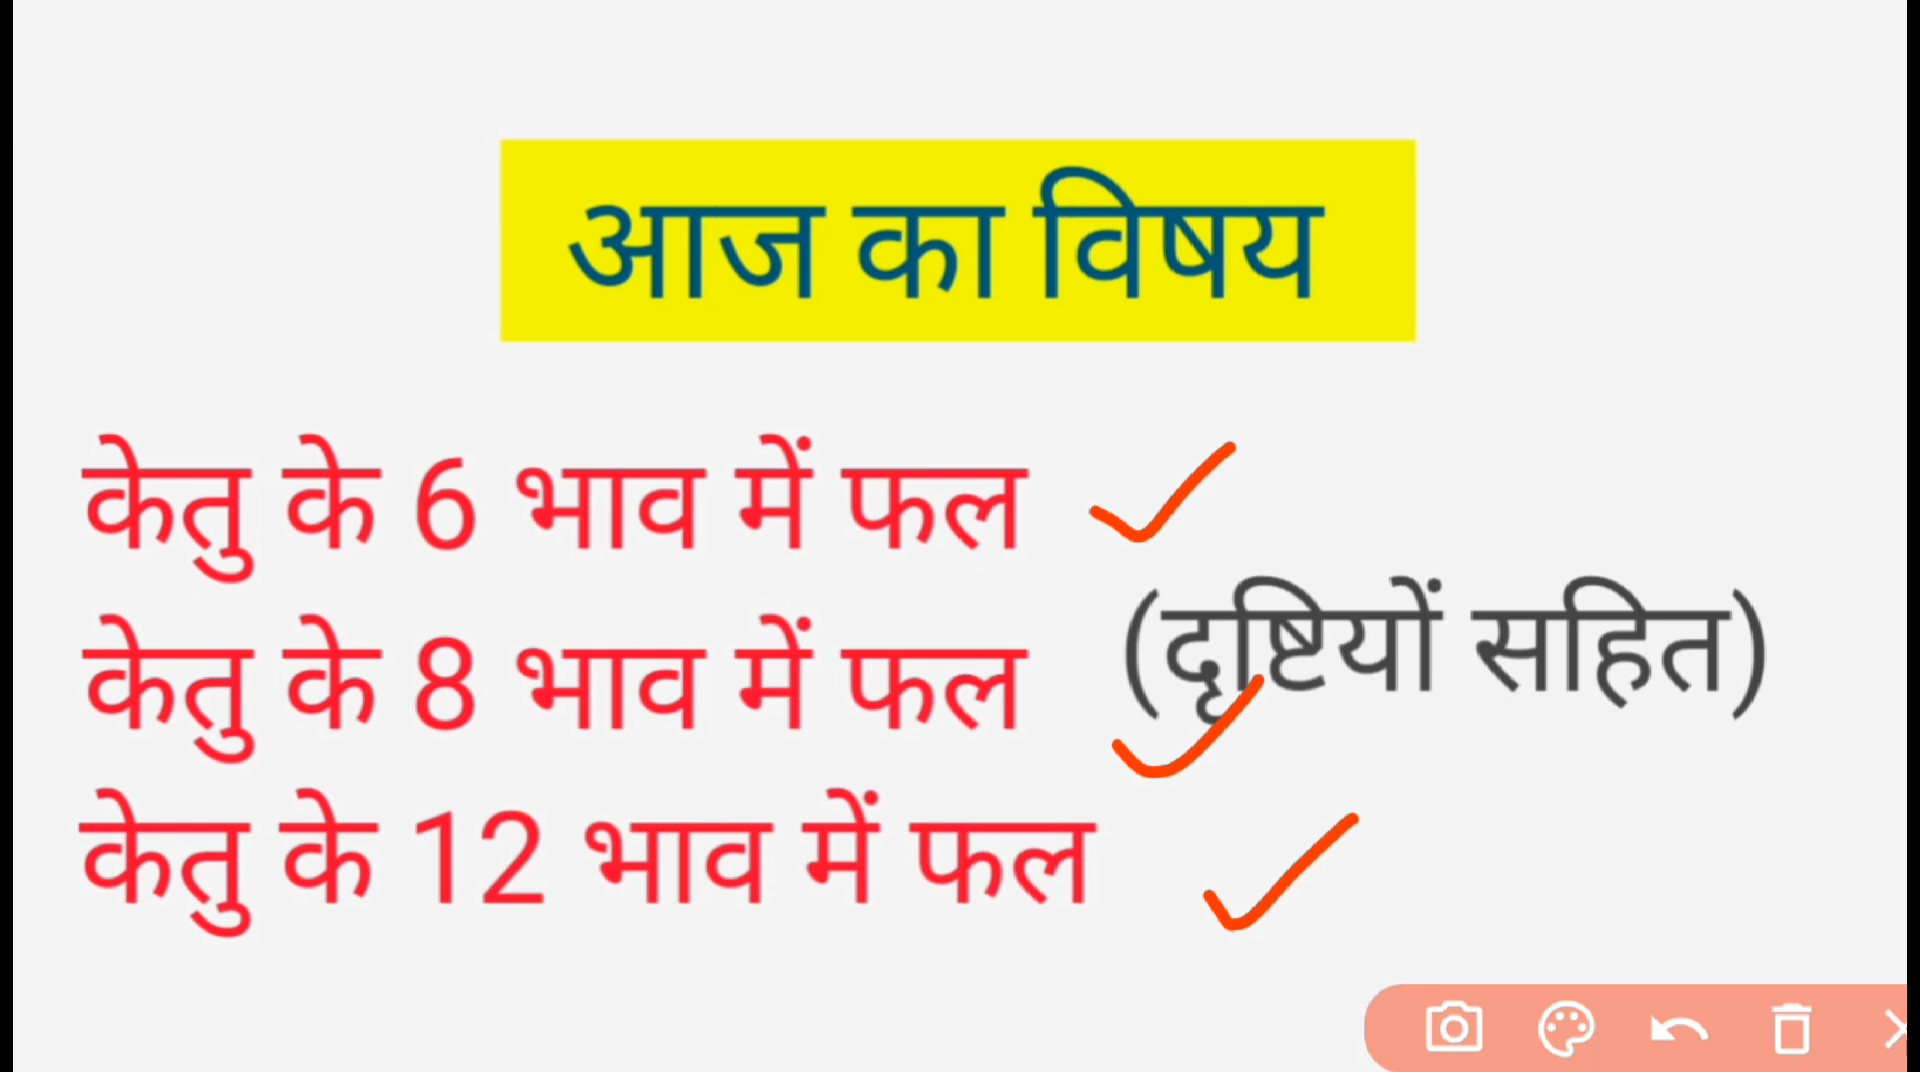 आज का विषय
केतु के 6 भाव में फल
केतु के 8 भाव में फल
(दृष्टियों सहित)
केतु के 12 भाव में फल